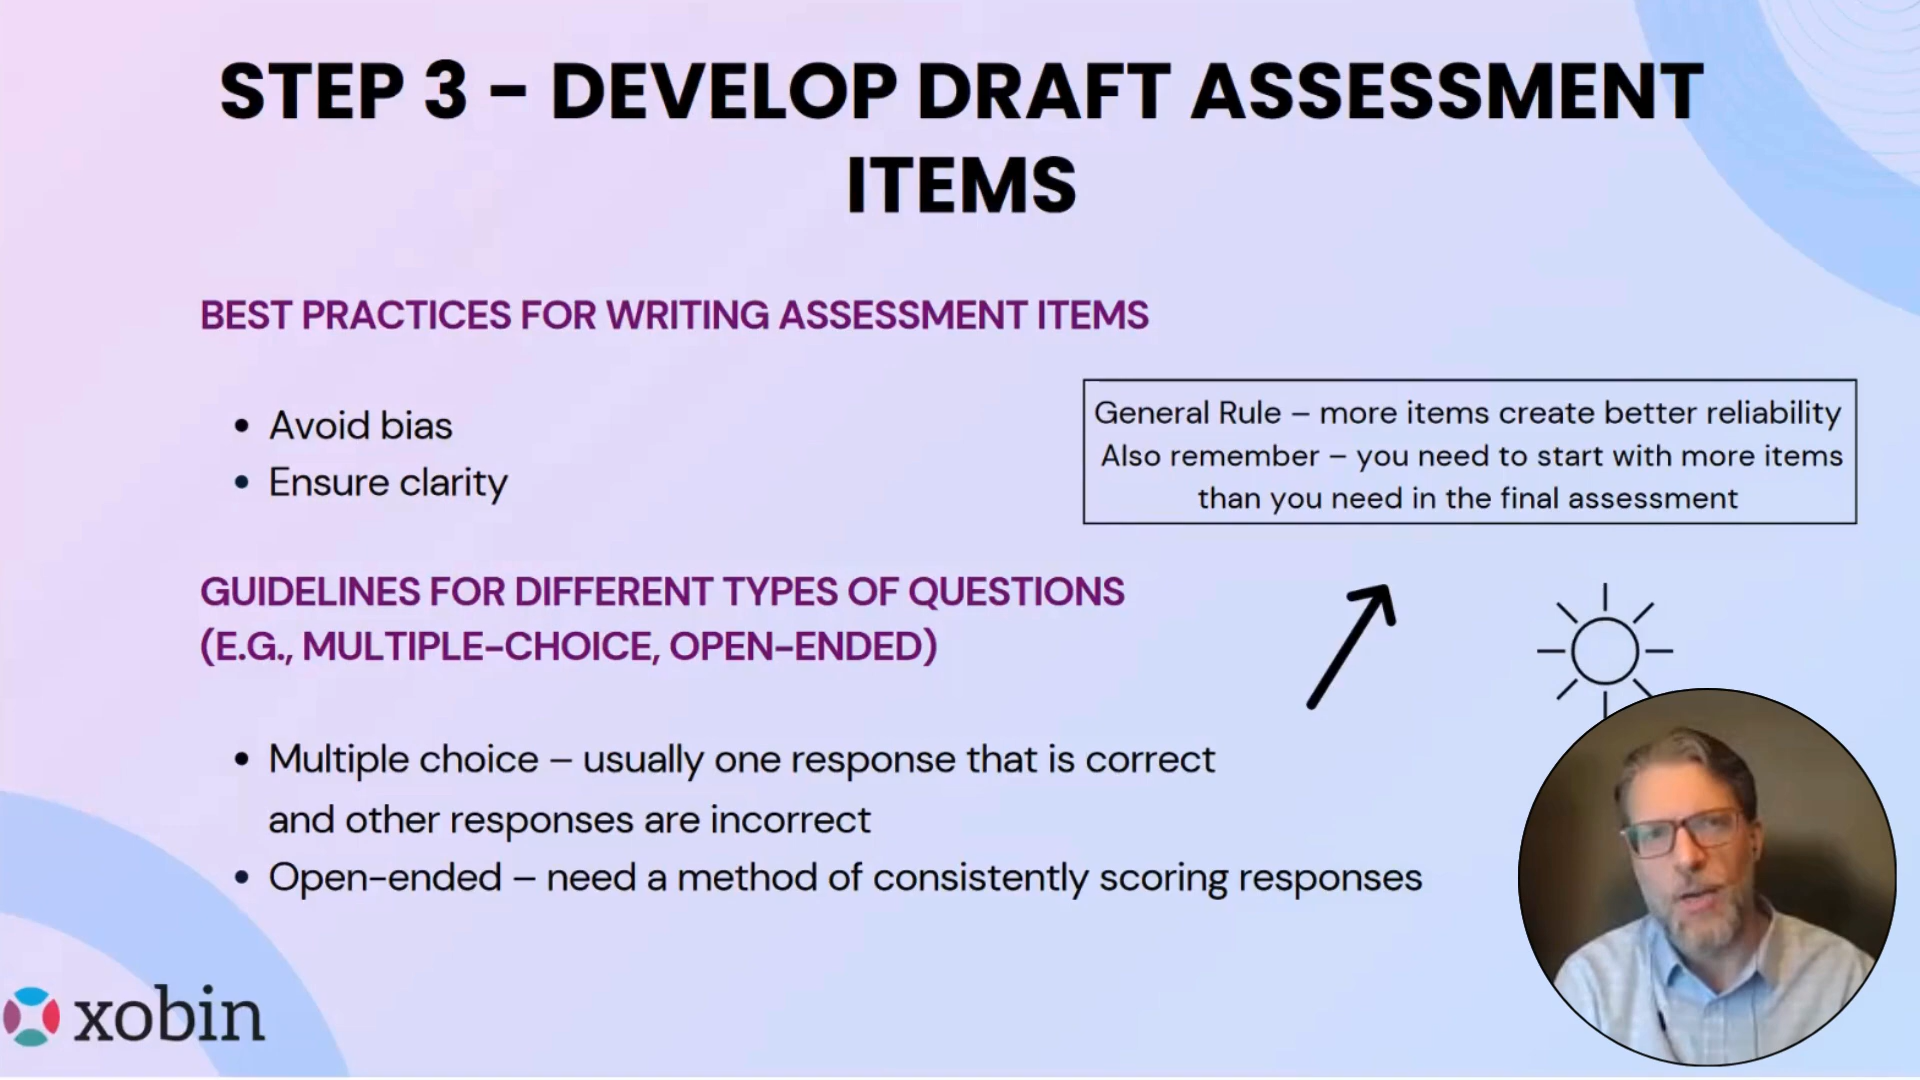 STEP 3 - DEVELOP DRAFT ASSESSMENT
ITEMS
BEST PRACTICES FOR WRITING ASSESSMENT ITEMS
• Avoid bias
• Ensure clarity
General Rule – more items create better reliability
Also remember – you need to start with more items
than you need in the final assessment
GUIDELINES FOR DIFFERENT TYPES OF QUESTIONS
(E.G., MULTIPLE-CHOICE, OPEN-ENDED)
• Multiple choice – usually one response that is correct
and other responses are incorrect
• Open-ended – need a method of consistently scoring responses
xobin